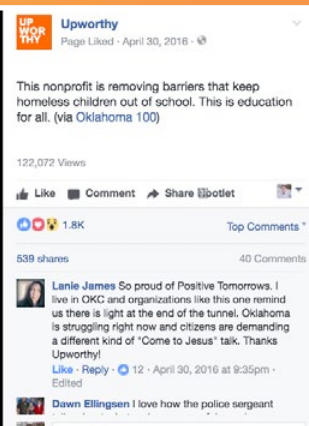 UP
WOR
THY
Upworthy
Page Liked · April 30, 2016 ·
This nonprofit is removing barriers that keep
homeless children out of school. This is education
for all. (via Oklahoma 100)
122,072 Views
Like Comment Share
1.8K
Top Comments
539 shares
40 Comments
Lanie James So proud of Positive Tomorrows. I
live in OKC and organizations like this one remind
us there is light at the end of the tunnel. Oklahoma
is struggling right now and citizens are demanding
a different kind of "Come to Jesus" talk. Thanks
Upworthy!
Like · Reply · 12 · April 30, 2016 at 9:35pm ·
Edited
Dawn Ellingsen I love how the police sergeant